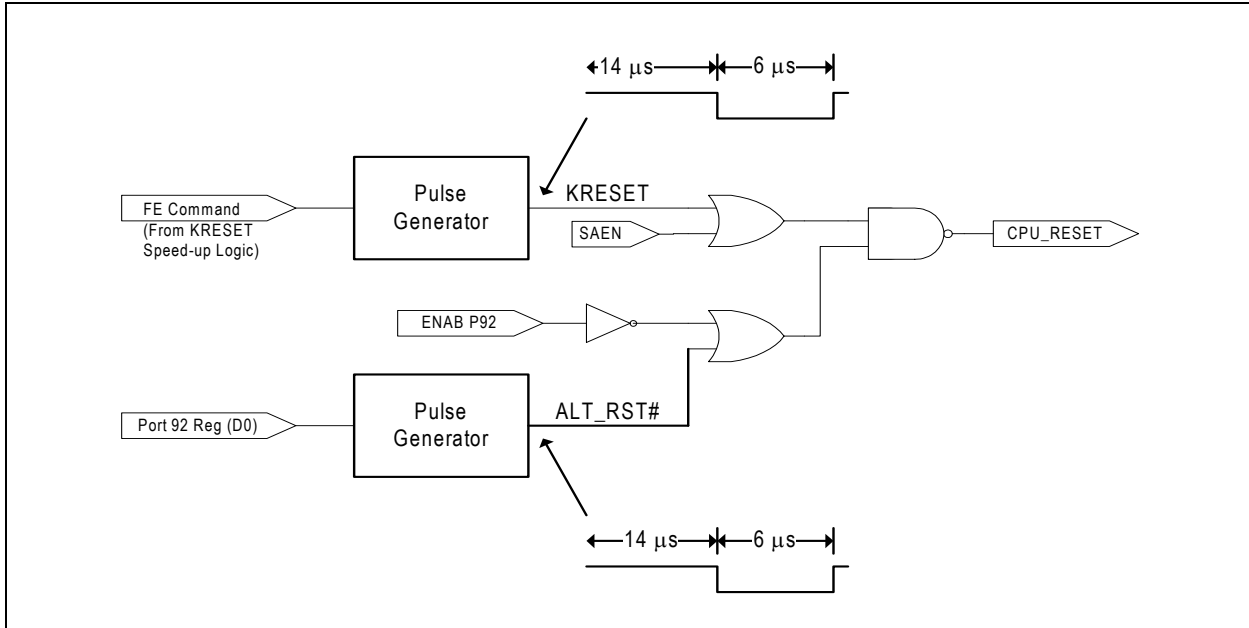 14 μs
6 μs
Pulse
Generator
KRESET
FE Command
(From KRESET
Speed-up Logic)
SAEN
CPU_RESET
ENAB P92
Pulse
Generator
ALT_RST#
Port 92 Reg (D0)
14 μs
6 μs